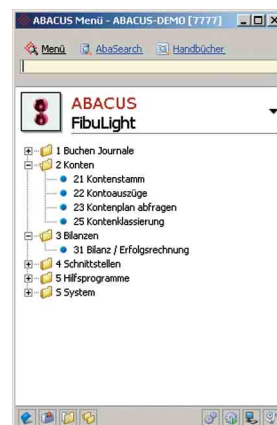 ABACUS Menü - ABACUS-DEMO [7777]
Menü AbaSearch Handbücher
ABACUS
FibuLight
1 Buchen Journale
2 Konten
21 Kontenstamm
22 Kontoauszüge
23 Kontenplan abfragen
25 Kontenklassierung
3 Bilanzen
31 Bilanz / Erfolgsrechnung
4 Schnittstellen
5 Hilfsprogramme
S System